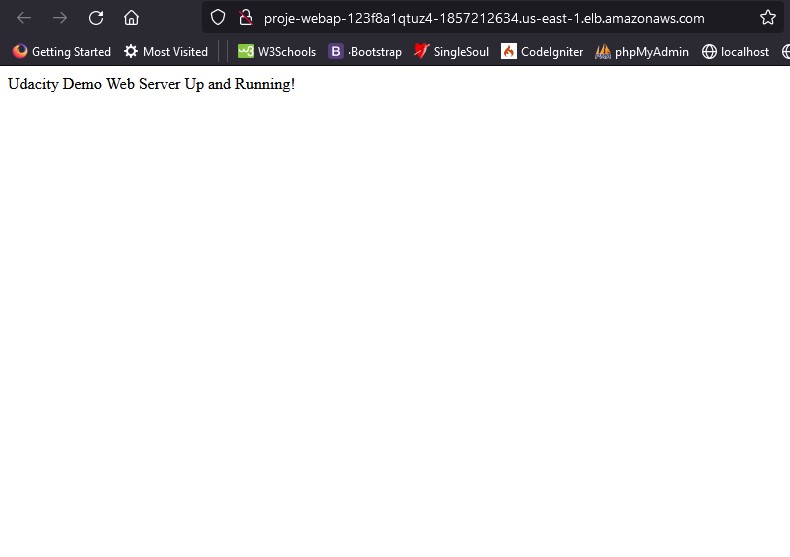 proje-webap-123f8a1qtuz4-1857212634.us-east-1.elb.amazonaws.com
Getting Started Most Visited W3Schools B ·Bootstrap SingleSoul CodeIgniter phpMyAdmin localhost
Udacity Demo Web Server Up and Running!